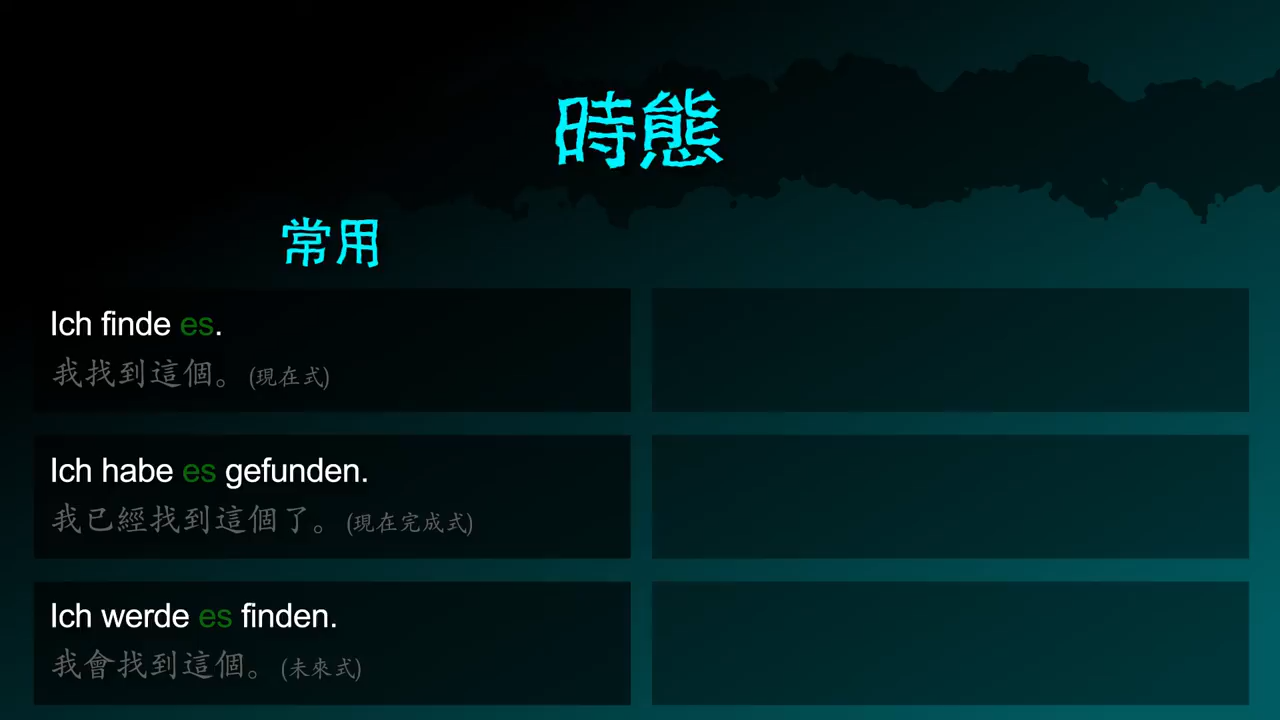 時態
常用
Ich finde es.
我找到這個。(現在式)
Ich habe es gefunden.
我已經找到這個了。(現在完成式)
Ich werde es finden.
我會找到這個。(未來式)